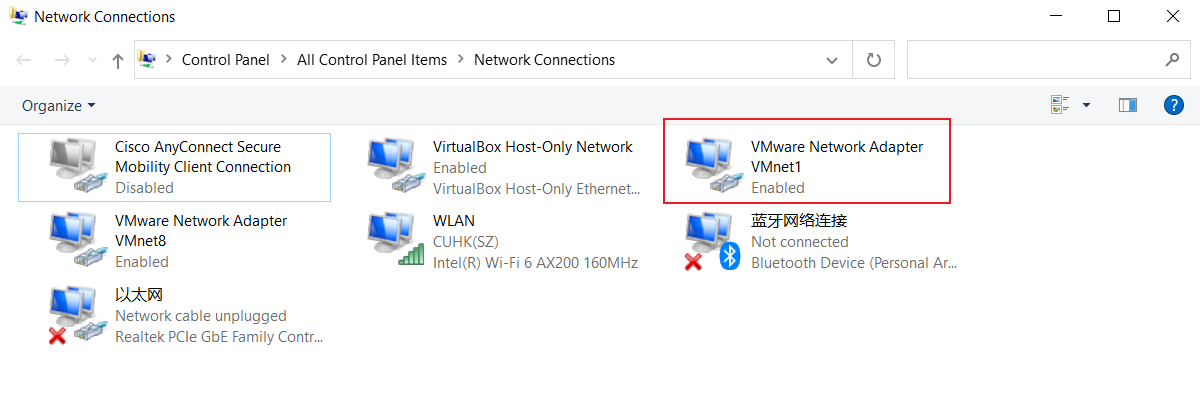 Network Connections
Control Panel > All Control Panel Items > Network Connections
Organize
?
Cisco AnyConnect Secure
Mobility Client Connection
Disabled
VirtualBox Host-Only Network
Enabled
VirtualBox Host-Only Ethernet...
VMware Network Adapter
VMnet1
Enabled
VMware Network Adapter
VMnet8
Enabled
WLAN
CUHK(SZ)
Intel(R) Wi-Fi 6 AX200 160MHz
蓝牙网络连接
Not connected
Bluetooth Device (Personal Ar...
以太网
Network cable unplugged
Realtek PCIe GbE Family Contr...